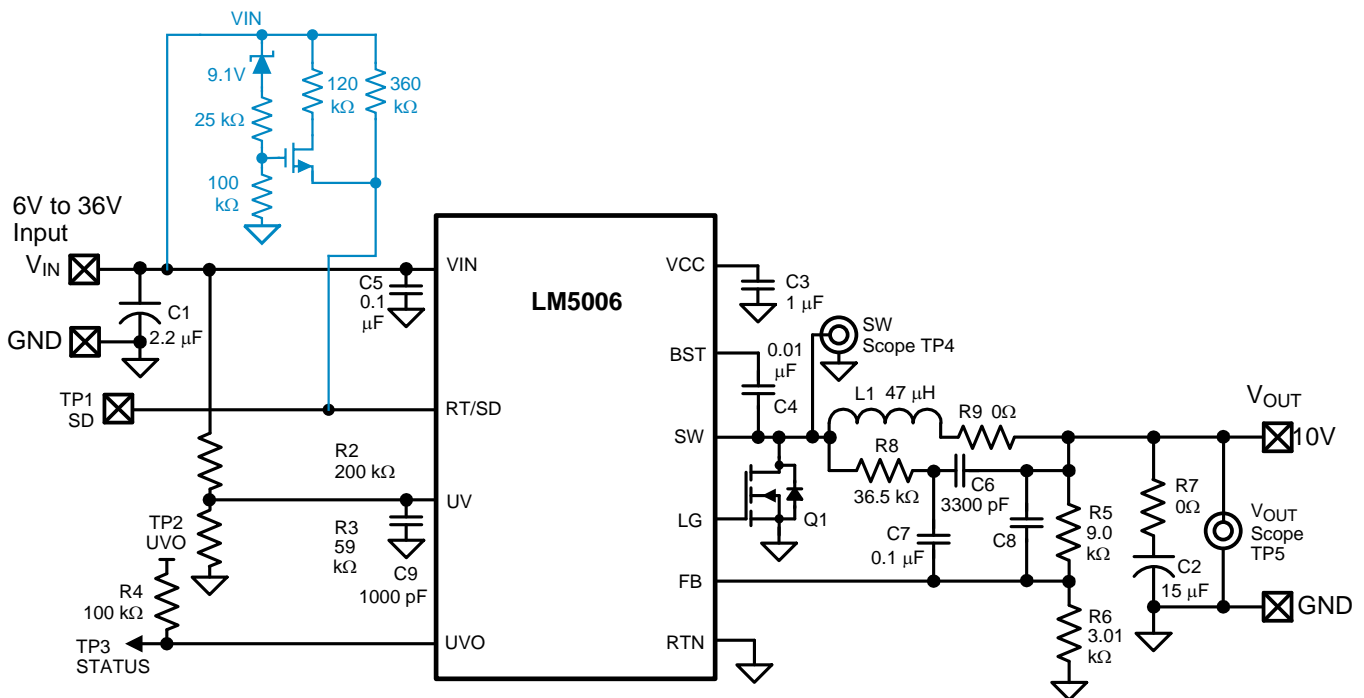 VIN
9.1V
120
kΩ
360
kΩ
25 kΩ
100
kΩ
6V to 36V
Input
VIN
GND
C1
2.2 µF
C5
0.1
µF
VIN
LM5006
VCC
C3
1 µF
SW
Scope TP4
BST
0.01
µF
C4
TP1
SD
RT/SD
SW
L1 47 µH
R9 0Ω
VOUT
10V
R2
200 kΩ
R8
36.5 kΩ
C6
3300 pF
R7
0Ω
UV
LG
Q1
R3
59
kΩ
C9
1000 pF
TP2
UVO
C7
0.1 µF
C8
R5
9.0
kΩ
VOUT
Scope
TP5
C2
15 µF
FB
R4
100 kΩ
GND
R6
3.01
kΩ
TP3
STATUS
UVO
RTN